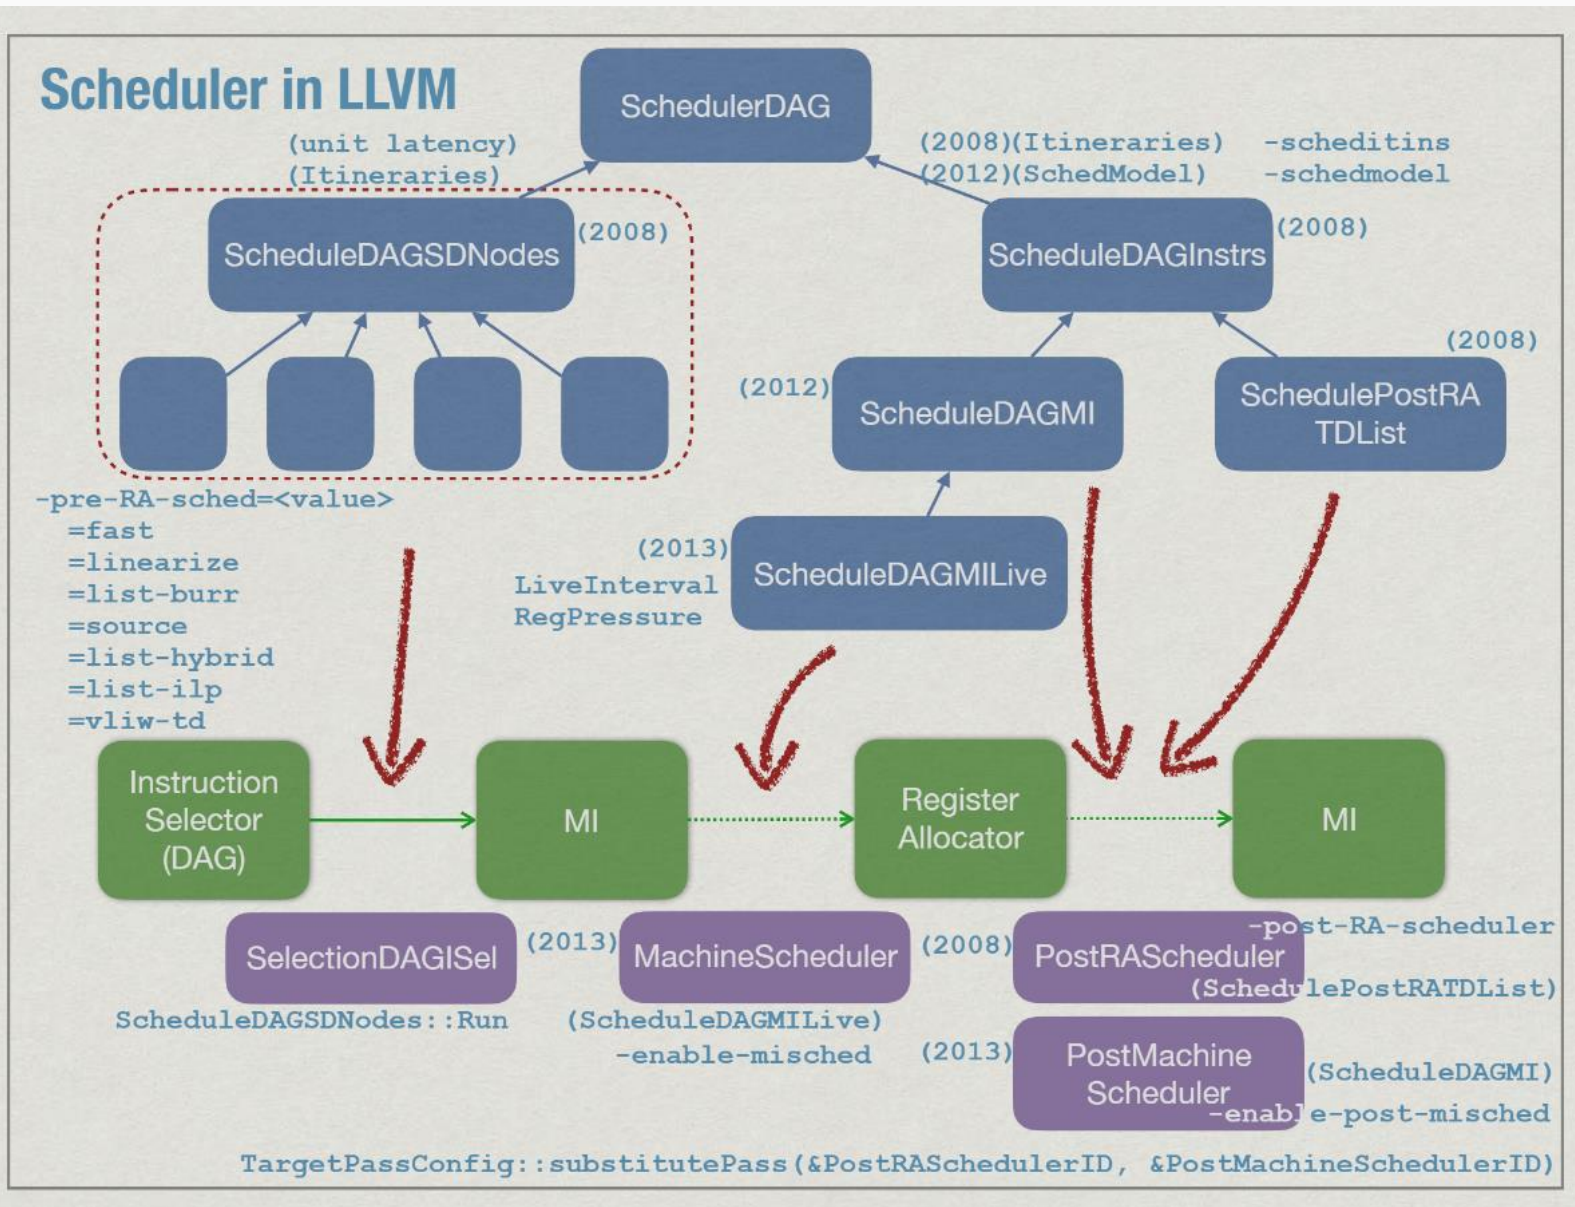 Scheduler in LLVM
SchedulerDAG
(unit latency)
(Itineraries)
(2008)(Itineraries) -scheditins
(2012)(SchedModel) -schedmodel
ScheduleDAGSDNodes
(2008)
ScheduleDAGInstrs
(2008)
(2012)
ScheduleDAGMI
(2008)
SchedulePostRA
TDList
-pre-RA-sched=<value>
=fast
=linearize
=list-burr
=source
=list-hybrid
=list-ilp
=vliw-td
(2013)
LiveInterval
RegPressure
ScheduleDAGMILive
Instruction
Selector
(DAG)
MI
Register
Allocator
MI
SelectionDAGISel
ScheduleDAGSDNodes::Run
(2013)
MachineScheduler
(ScheduleDAGMILive)
-enable-misched
(2008)
PostRAScheduler
-post-RA-scheduler
(SchedulePostRATDList)
(2013)
PostMachine
Scheduler
(ScheduleDAGMI)
-enable-post-misched
TargetPassConfig::substitutePass(&PostRASchedulerID, &PostMachineSchedulerID)